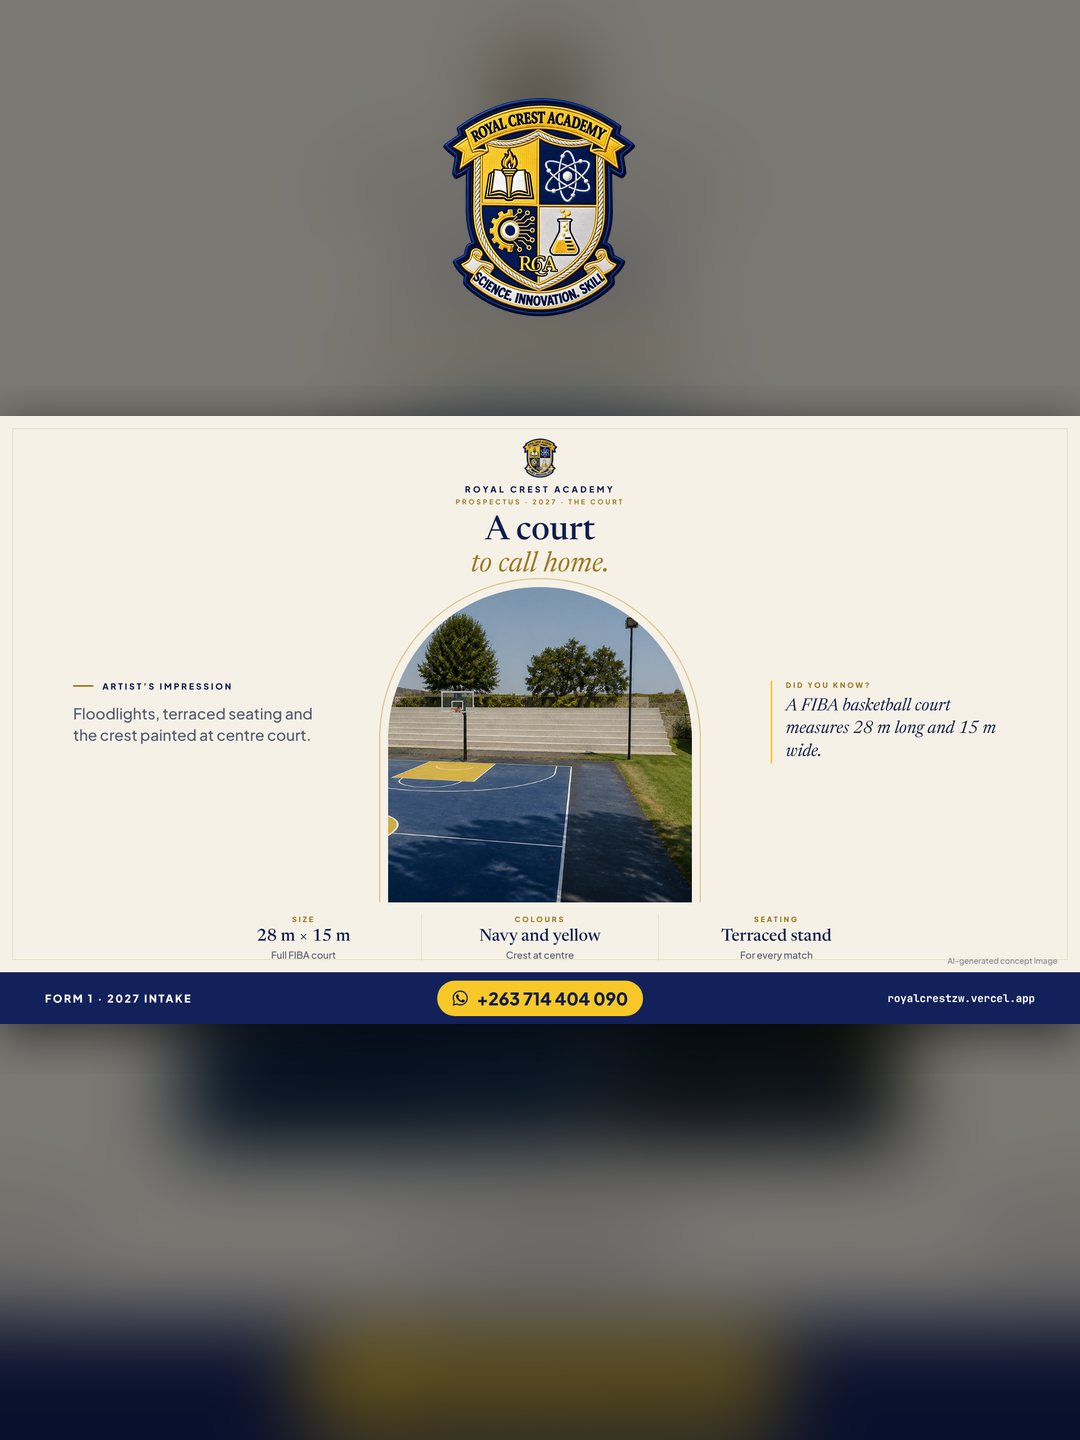 ROYAL CREST ACADEMY
RCA
SCIENCE. INNOVATION. SKILL
ROYAL CREST ACADEMY
PROSPECTUS · 2027 · THE COURT
A court
to call home.
ARTIST'S IMPRESSION
Floodlights, terraced seating and
the crest painted at centre court.
DID YOU KNOW?
A FIBA basketball court
measures 28 m long and 15 m
wide.
SIZE
28 m × 15 m
Full FIBA court
COLOURS
Navy and yellow
Crest at centre
SEATING
Terraced stand
For every match
AI-generated concept image
FORM 1 · 2027 INTAKE
+263 714 404 090
royalcrestzw.vercel.app